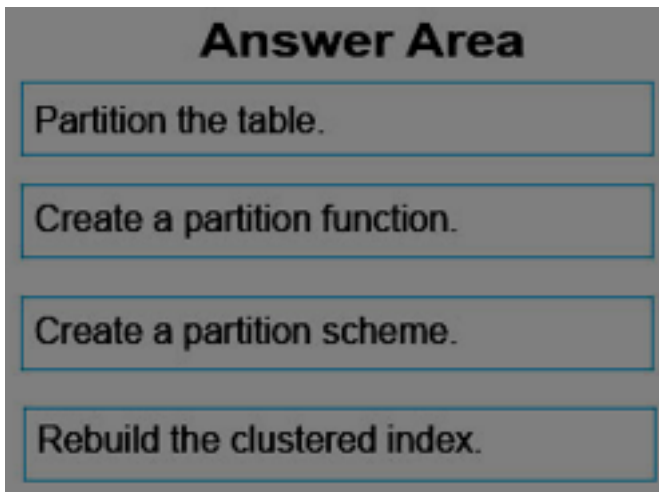 Answer Area
Partition the table.
Create a partition function.
Create a partition scheme.
Rebuild the clustered index.